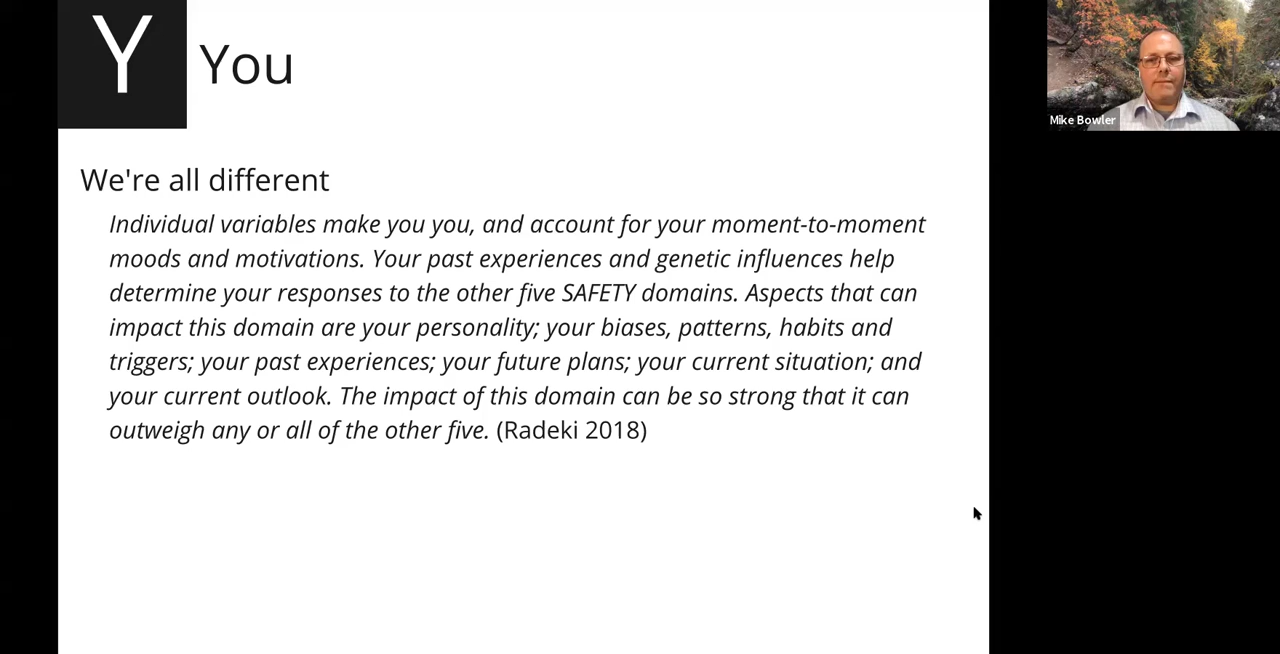 Y You
We're all different
Individual variables make you you, and account for your moment-to-moment
moods and motivations. Your past experiences and genetic influences help
determine your responses to the other five SAFETY domains. Aspects that can
impact this domain are your personality; your biases, patterns, habits and
triggers; your past experiences; your future plans; your current situation; and
your current outlook. The impact of this domain can be so strong that it can
outweigh any or all of the other five. (Radeki 2018)
Mike Bowler